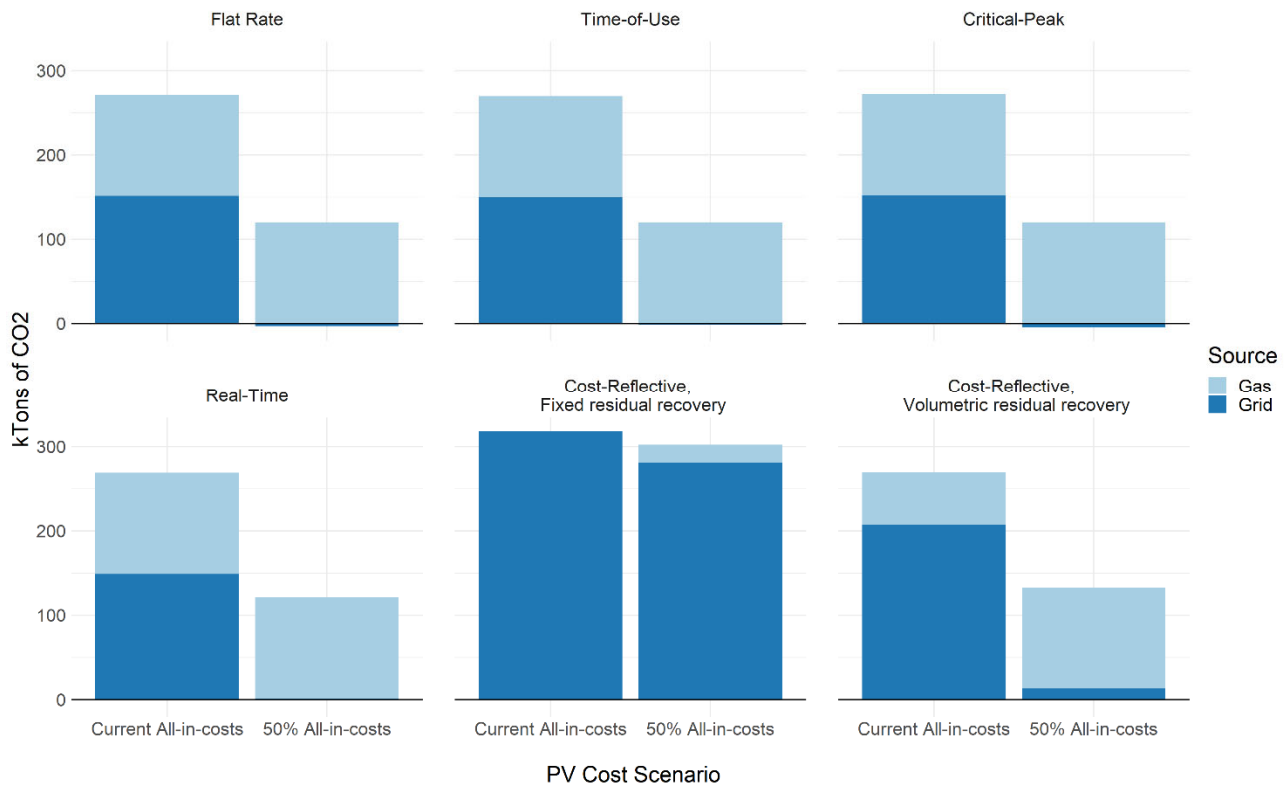 Flat Rate
Time-of-Use
Critical-Peak
300
200
100
0
kTons of CO2
Source
Gas
Grid
Real-Time
Cost-Reflective,
Fixed residual recovery
Cost-Reflective,
Volumetric residual recovery
300
200
100
0
Current All-in-costs 50% All-in-costs
Current All-in-costs 50% All-in-costs
Current All-in-costs 50% All-in-costs
PV Cost Scenario